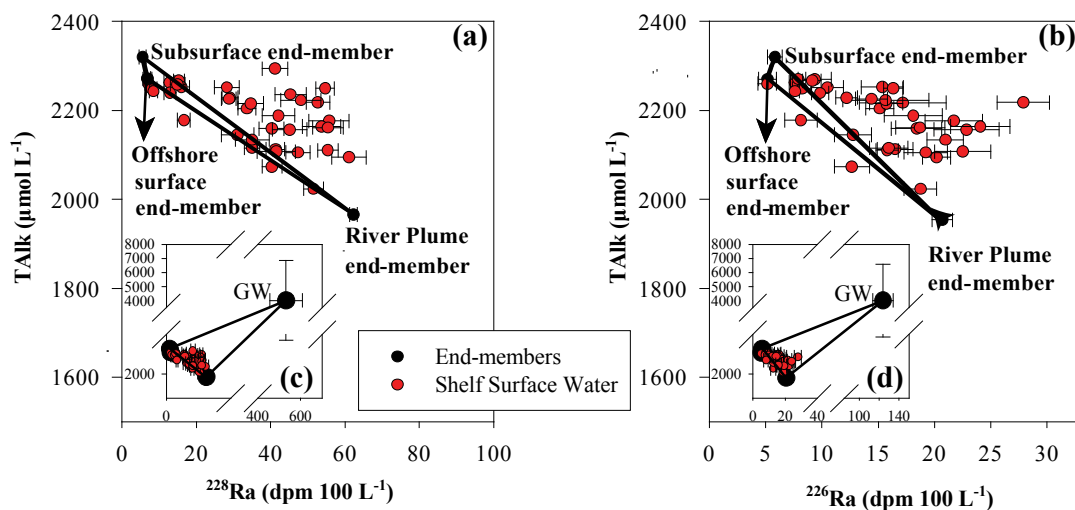 2400
2200
2000
1800
1600
TAlk (µmol L-1)
(a)
Subsurface end-member
Offshore
surface
end-member
River Plume
end-member
8000
7000
6000
5000
4000
2000
GW
(c)
0
400
600
0
20
40
60
80
100
228Ra (dpm 100 L-1)
End-members
Shelf Surface Water
2400
2200
2000
1800
1600
TAlk (µmol L-1)
(b)
Subsurface end-member
Offshore
surface
end-member
River Plume
end-member
8000
7000
6000
5000
4000
2000
GW
(d)
0
20
40
100
140
0
5
10
15
20
25
30
226Ra (dpm 100 L-1)